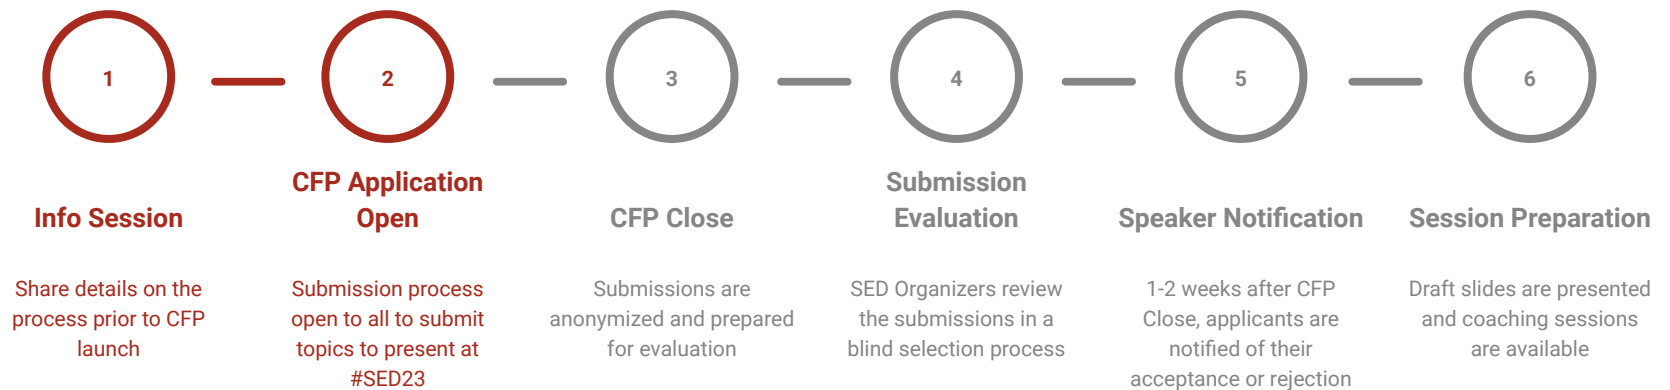 1
2
3
4
5
6
Info Session
Share details on the
process prior to CFP
launch
CFP Application
Open
Submission process
open to all to submit
topics to present at
#SED23
CFP Close
Submissions are
anonymized and prepared
for evaluation
Submission
Evaluation
SED Organizers review
the submissions in a
blind selection process
Speaker Notification
1-2 weeks after CFP
Close, applicants are
notified of their
acceptance or rejection
Session Preparation
Draft slides are presented
and coaching sessions
are available